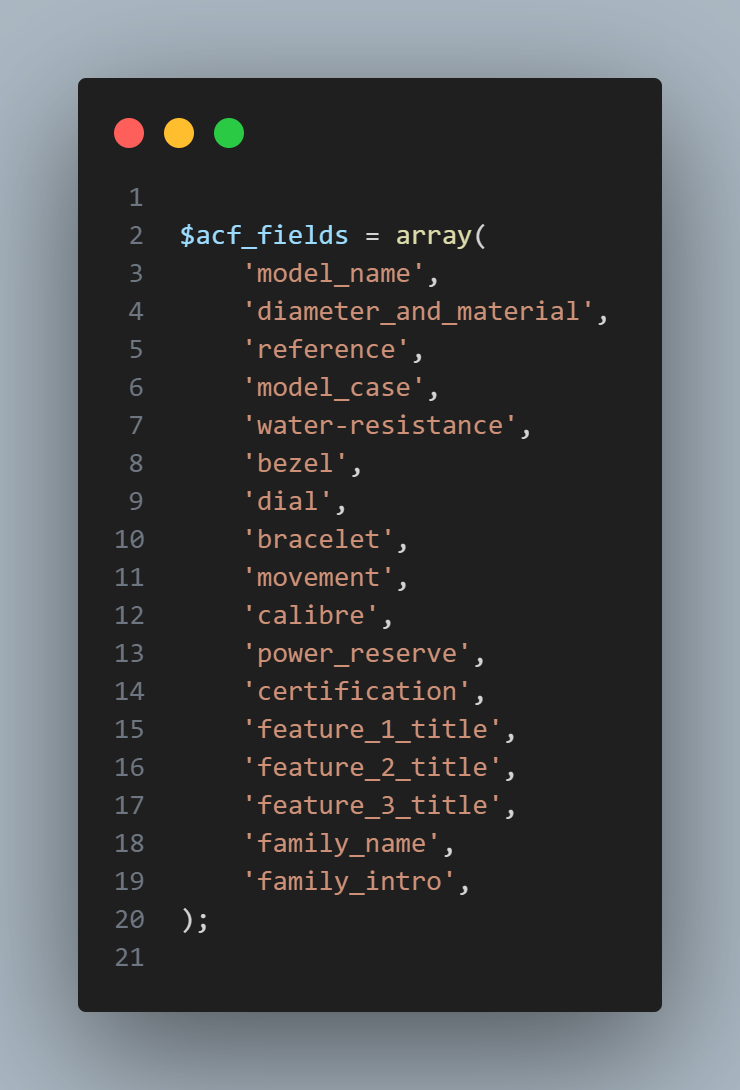 1
2 $acf_fields = array(
3     'model_name',
4     'diameter_and_material',
5     'reference',
6     'model_case',
7     'water-resistance',
8     'bezel',
9     'dial',
10     'bracelet',
11     'movement',
12     'calibre',
13     'power_reserve',
14     'certification',
15     'feature_1_title',
16     'feature_2_title',
17     'feature_3_title',
18     'family_name',
19     'family_intro',
20 );
21